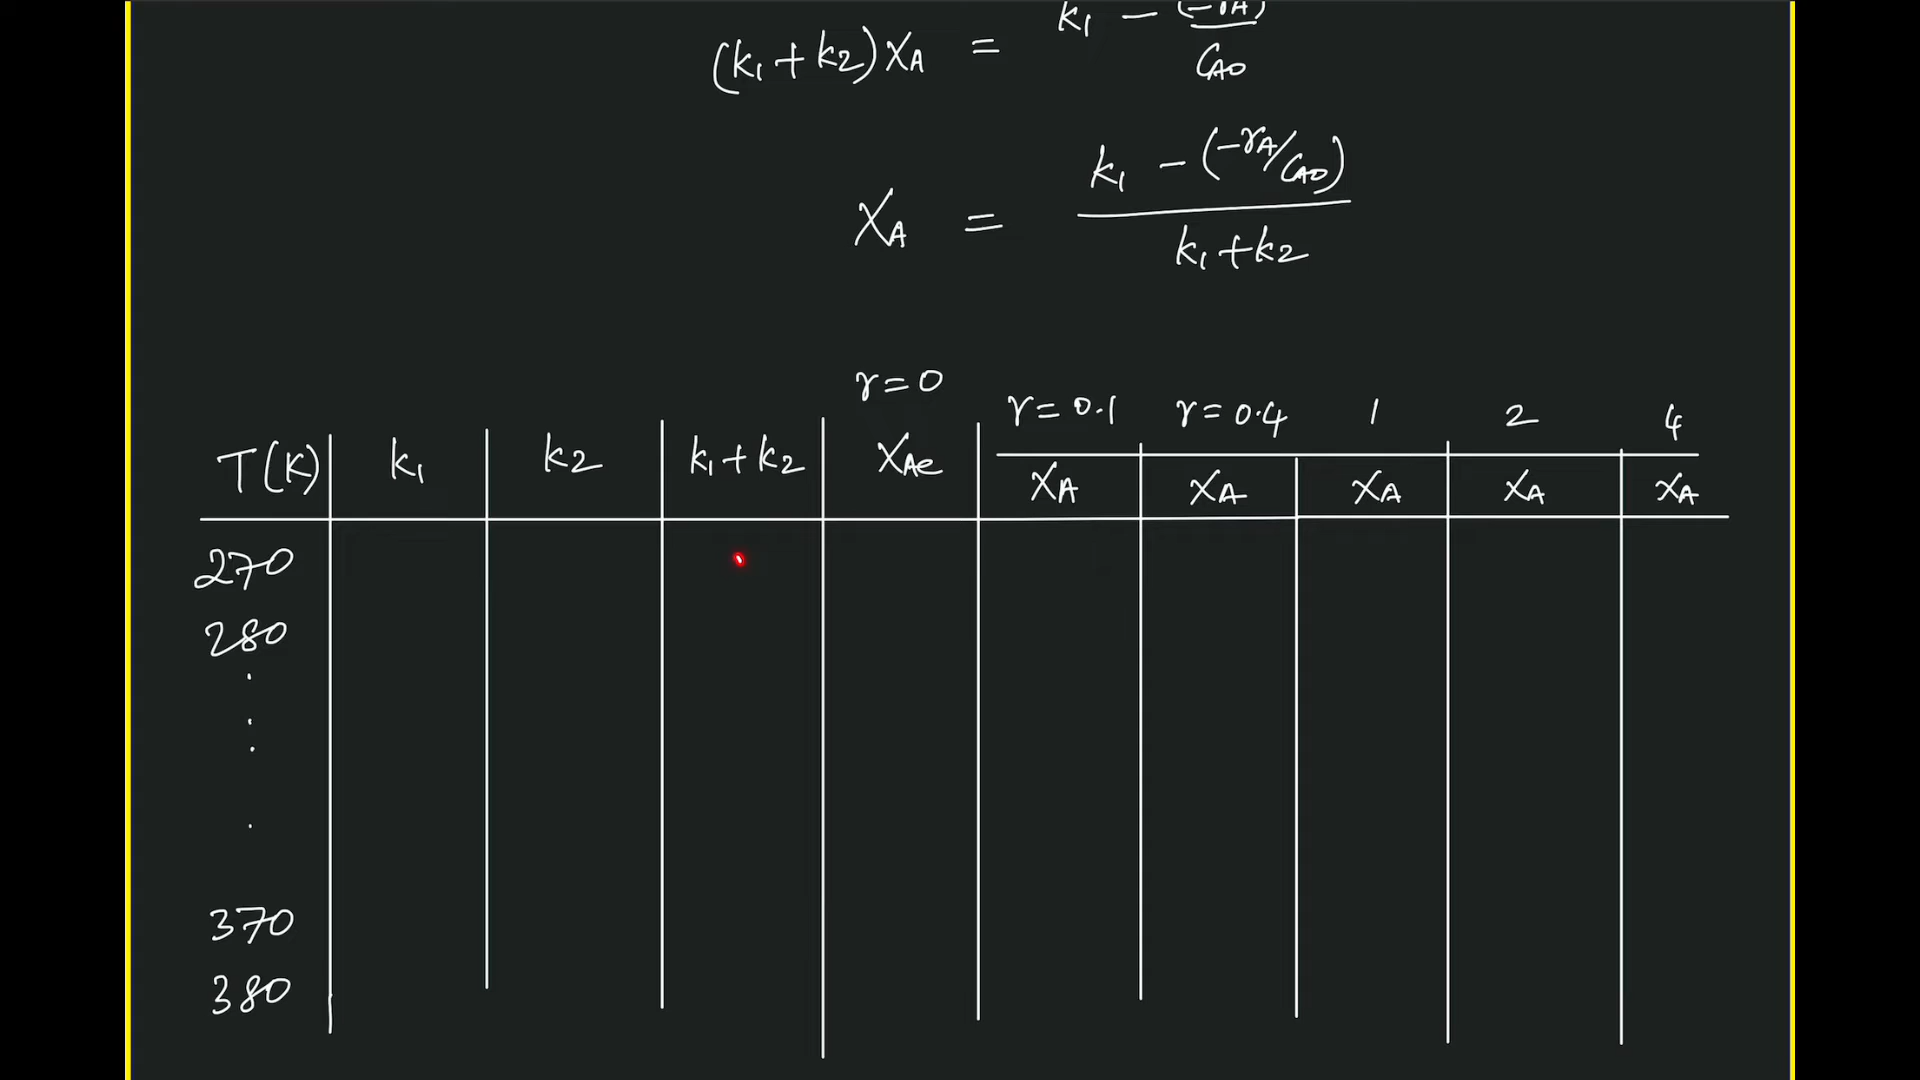 (k1 + k2) XA = k1 - (-rA) / CA0
XA = k1 - (-rA/CA0) / k1 + k2
r = 0
r = 0.1 r = 0.4 1 2 4
T(K) k1 k2 k1 + k2 XAe XA XA XA XA XA
270
280
.
.
.
.
370
380